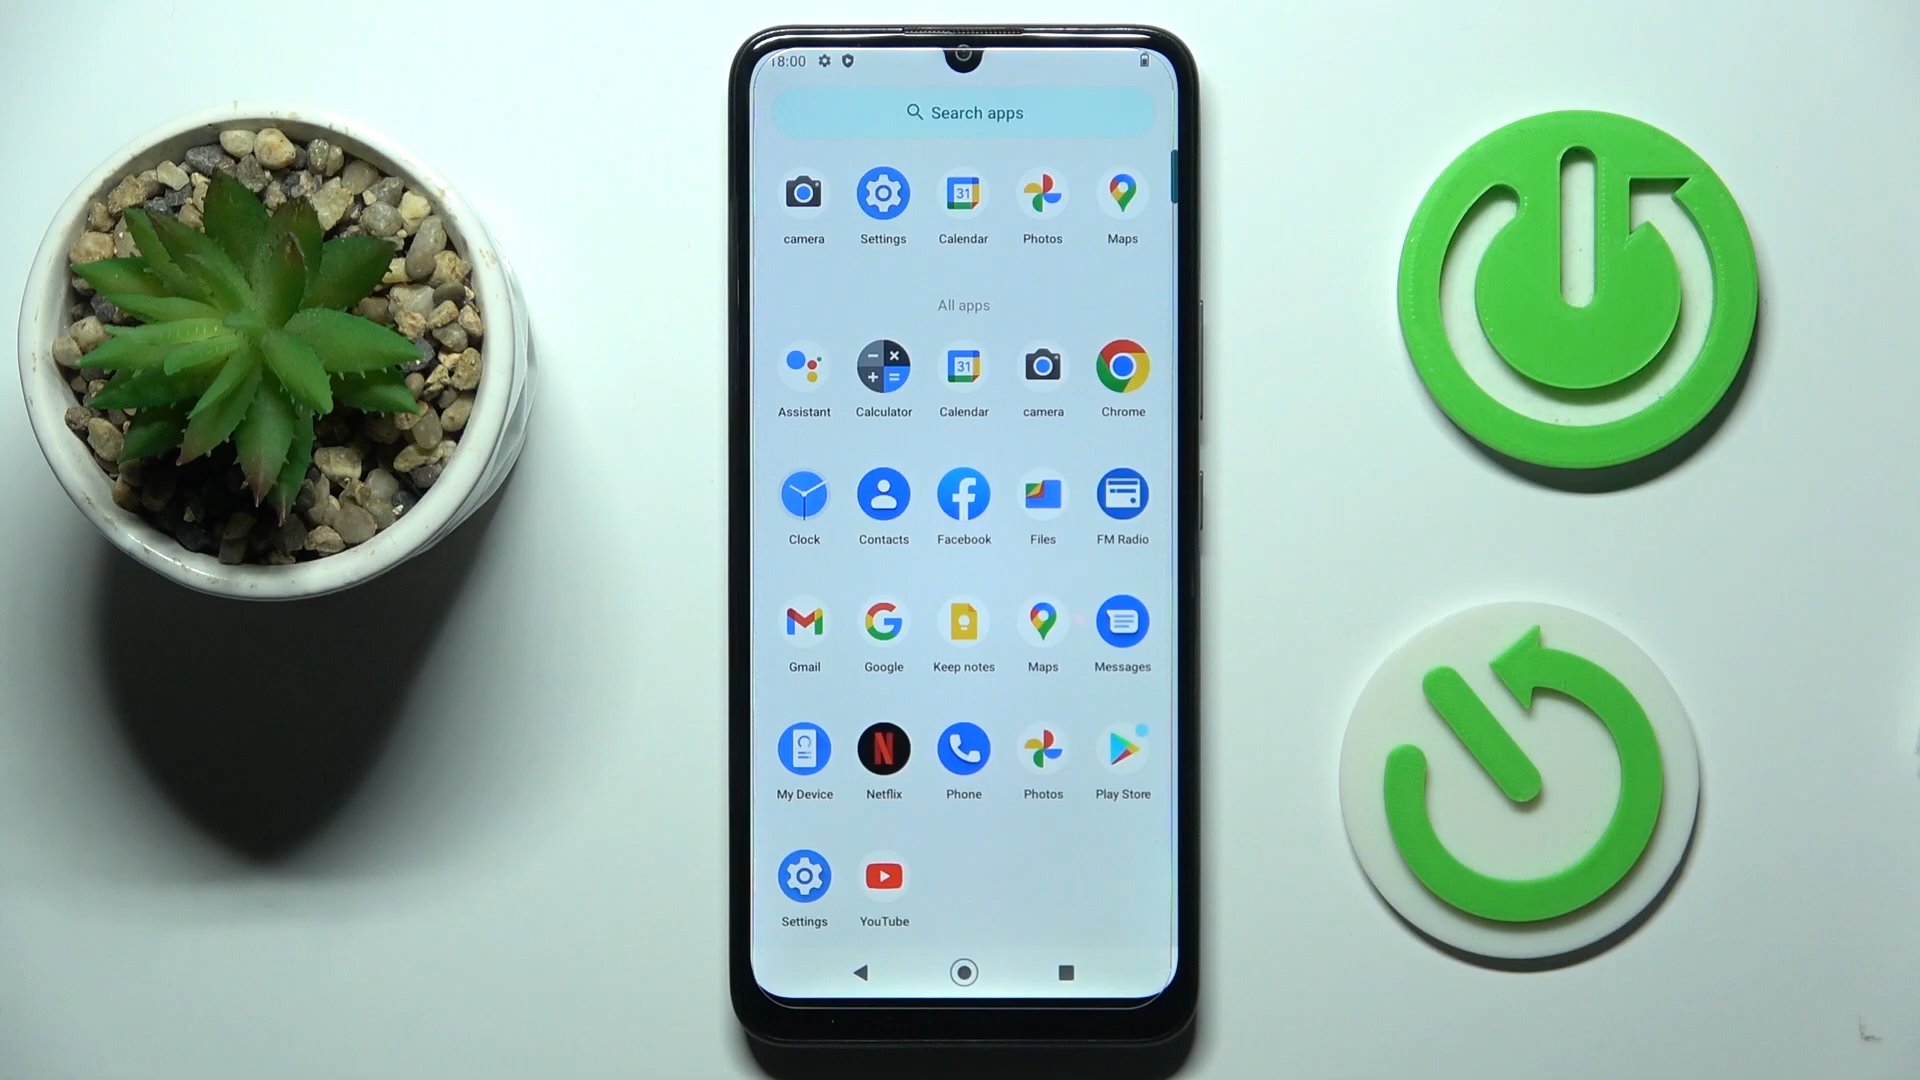 18:00
Search apps
camera Settings Calendar Photos Maps
All apps
Assistant Calculator Calendar camera Chrome
Clock Contacts Facebook Files FM Radio
Gmail Google Keep notes Maps Messages
My Device Netflix Phone Photos Play Store
Settings YouTube